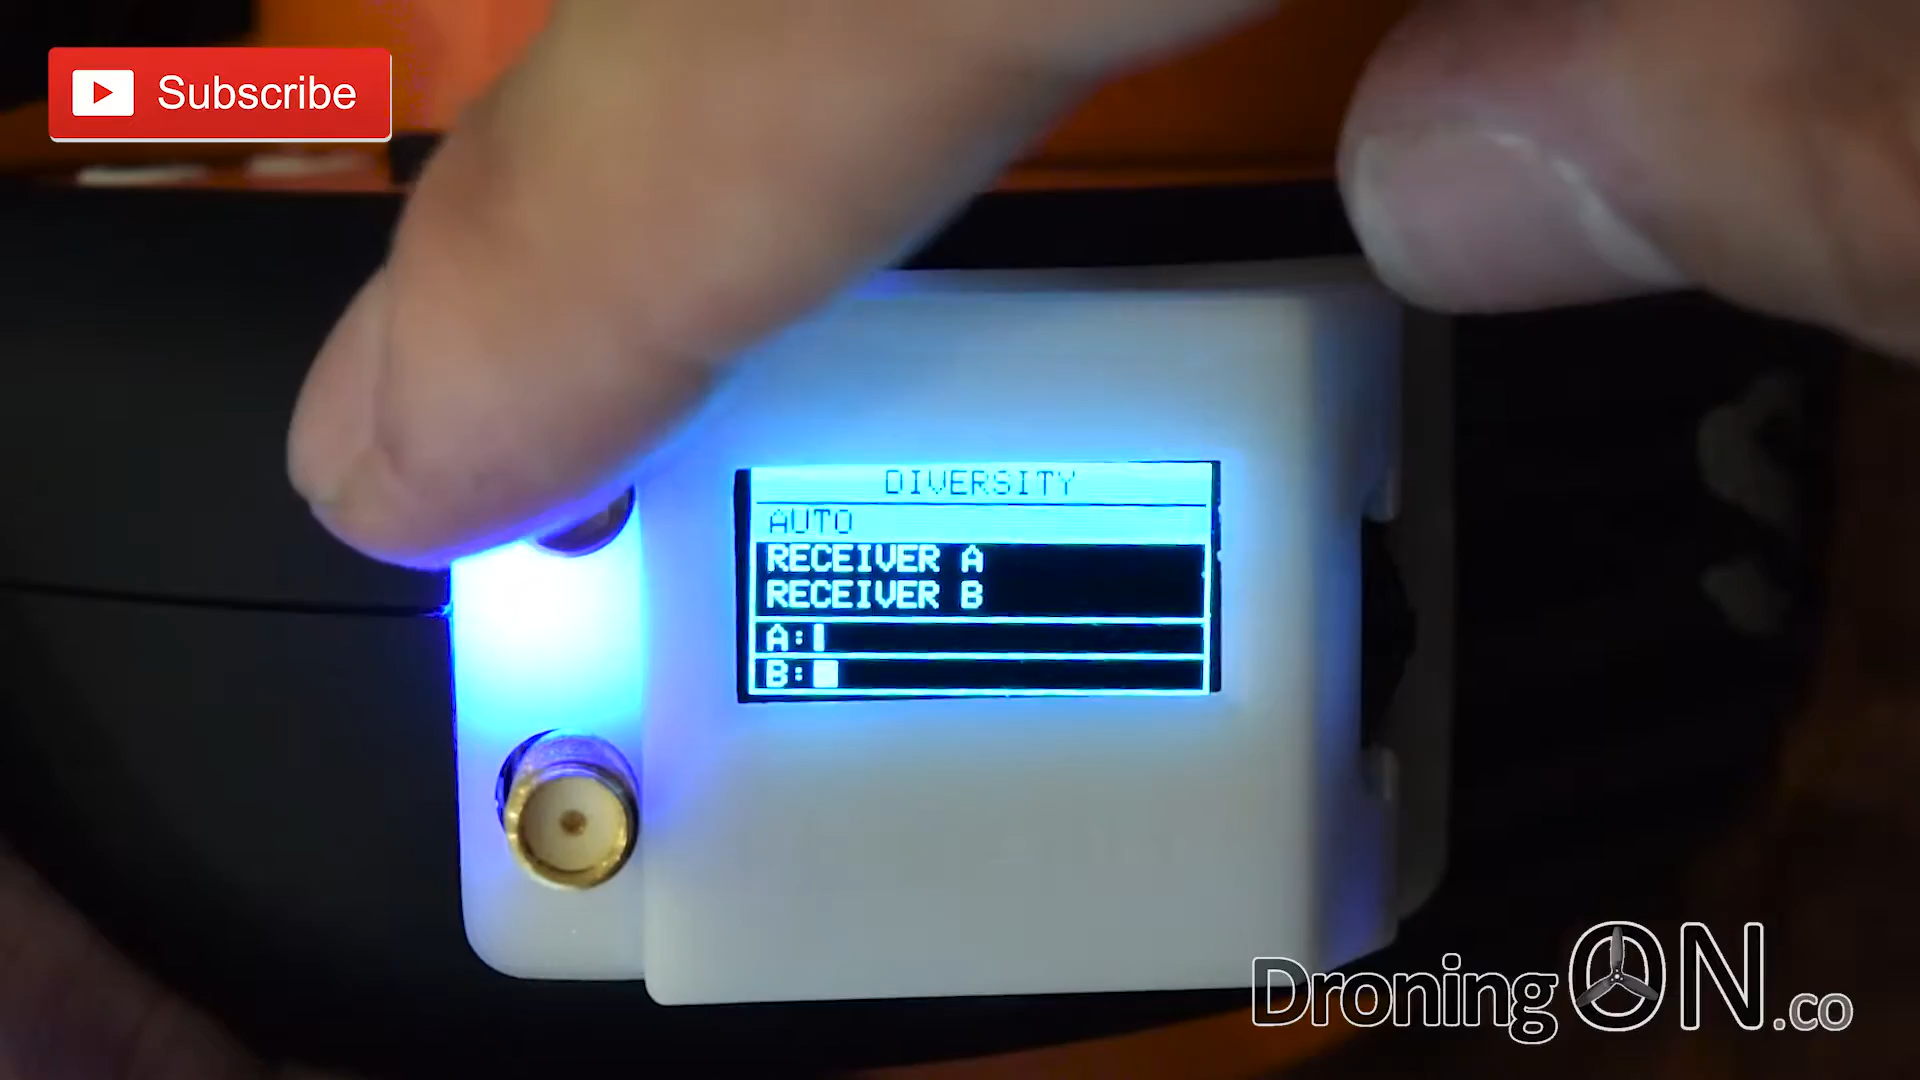 Subscribe
DIVERSITY
AUTO
RECEIVER A
RECEIVER B
A:
B:
DroningON.co